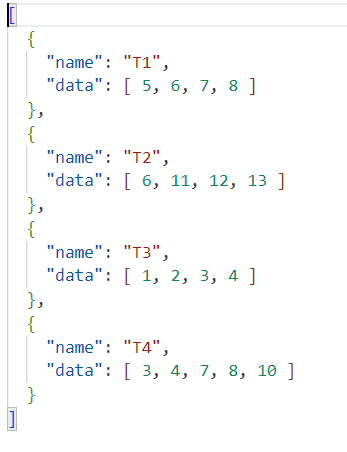 [
  {
    "name": "T1",
    "data": [ 5, 6, 7, 8 ]
  },
  {
    "name": "T2",
    "data": [ 6, 11, 12, 13 ]
  },
  {
    "name": "T3",
    "data": [ 1, 2, 3, 4 ]
  },
  {
    "name": "T4",
    "data": [ 3, 4, 7, 8, 10 ]
  }
]